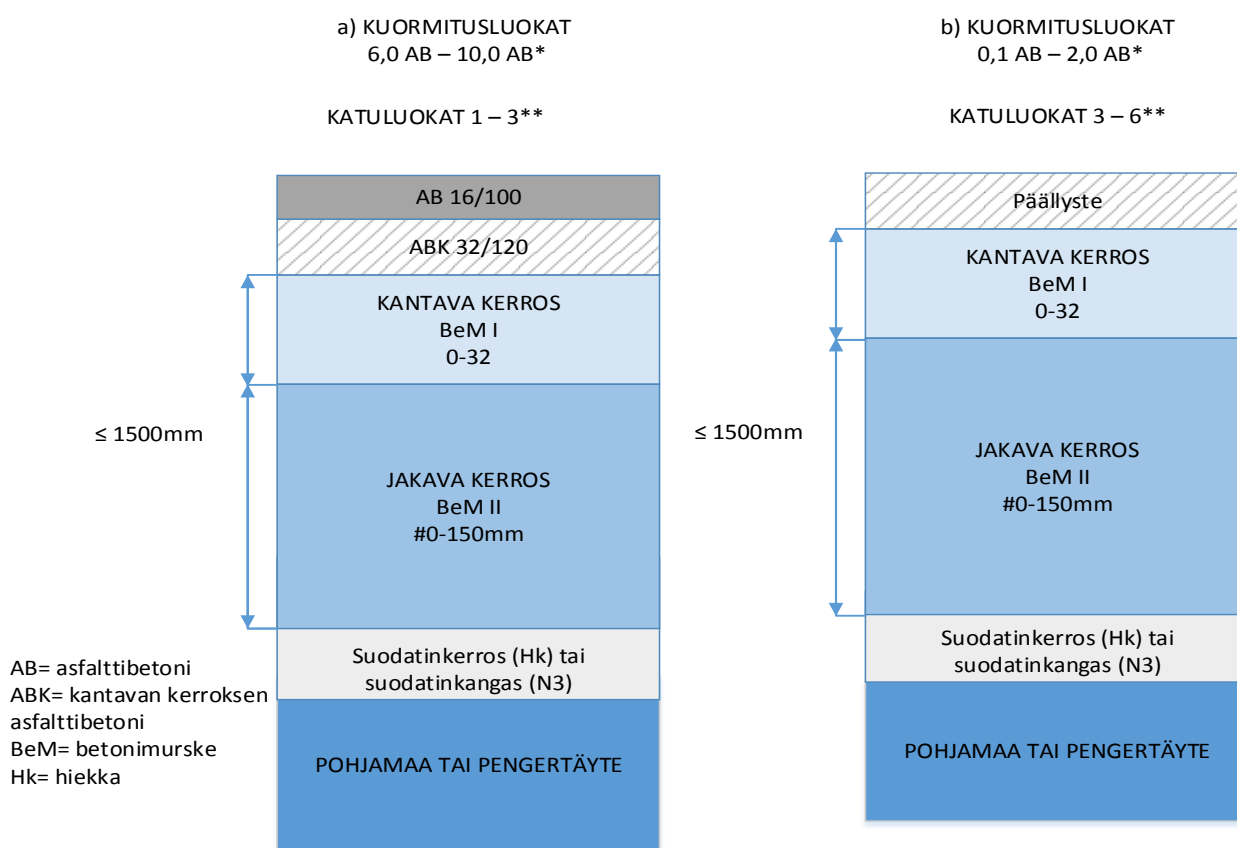 a) KUORMITUSLUOKAT
6,0 AB – 10,0 AB*
KATULUOKAT 1 – 3**
AB 16/100
ABK 32/120
KANTAVA KERROS
BeM I
0-32
≤ 1500mm
JAKAVA KERROS
BeM II
#0-150mm
Suodatinkerros (Hk) tai
suodatinkangas (N3)
POHJAMAA TAI PENGERTÄYTE
AB= asfalttibetoni
ABK= kantavan kerroksen
asfalttibetoni
BeM= betonimurske
Hk= hiekka
b) KUORMITUSLUOKAT
0,1 AB – 2,0 AB*
KATULUOKAT 3 – 6**
Päällyste
KANTAVA KERROS
BeM I
0-32
≤ 1500mm
JAKAVA KERROS
BeM II
#0-150mm
Suodatinkerros (Hk) tai
suodatinkangas (N3)
POHJAMAA TAI PENGERTÄYTE